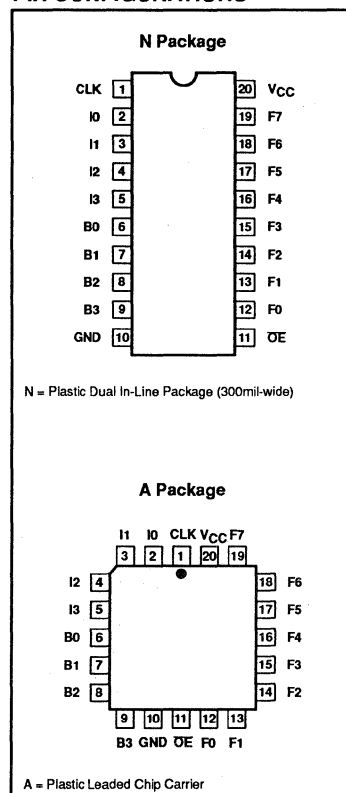 N Package
CLK 1 20 VCC
I0 2 19 F7
I1 3 18 F6
I2 4 17 F5
I3 5 16 F4
B0 6 15 F3
B1 7 14 F2
B2 8 13 F1
B3 9 12 F0
GND 10 11 O̅E̅
N = Plastic Dual In-Line Package (300mil-wide)
A Package
I1 I0 CLK VCC F7
3 2 1 20 19
I2 4 18 F6
I3 5 17 F5
B0 6 16 F4
B1 7 15 F3
B2 8 14 F2
9 10 11 12 13
B3 GND O̅E̅ F0 F1
A = Plastic Leaded Chip Carrier